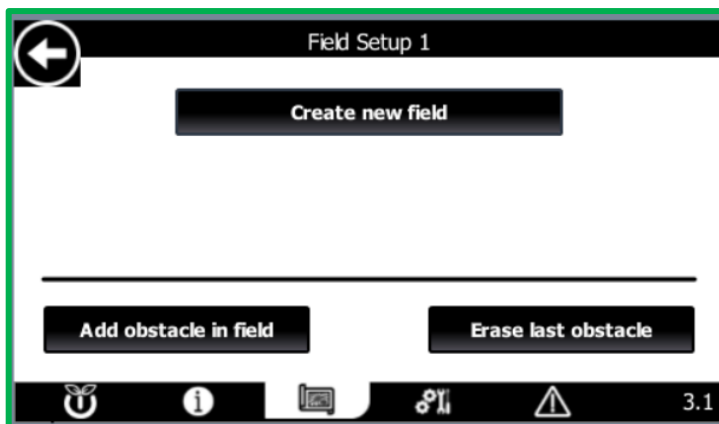 Field Setup 1
Create new field
Add obstacle in field
Erase last obstacle
3.1